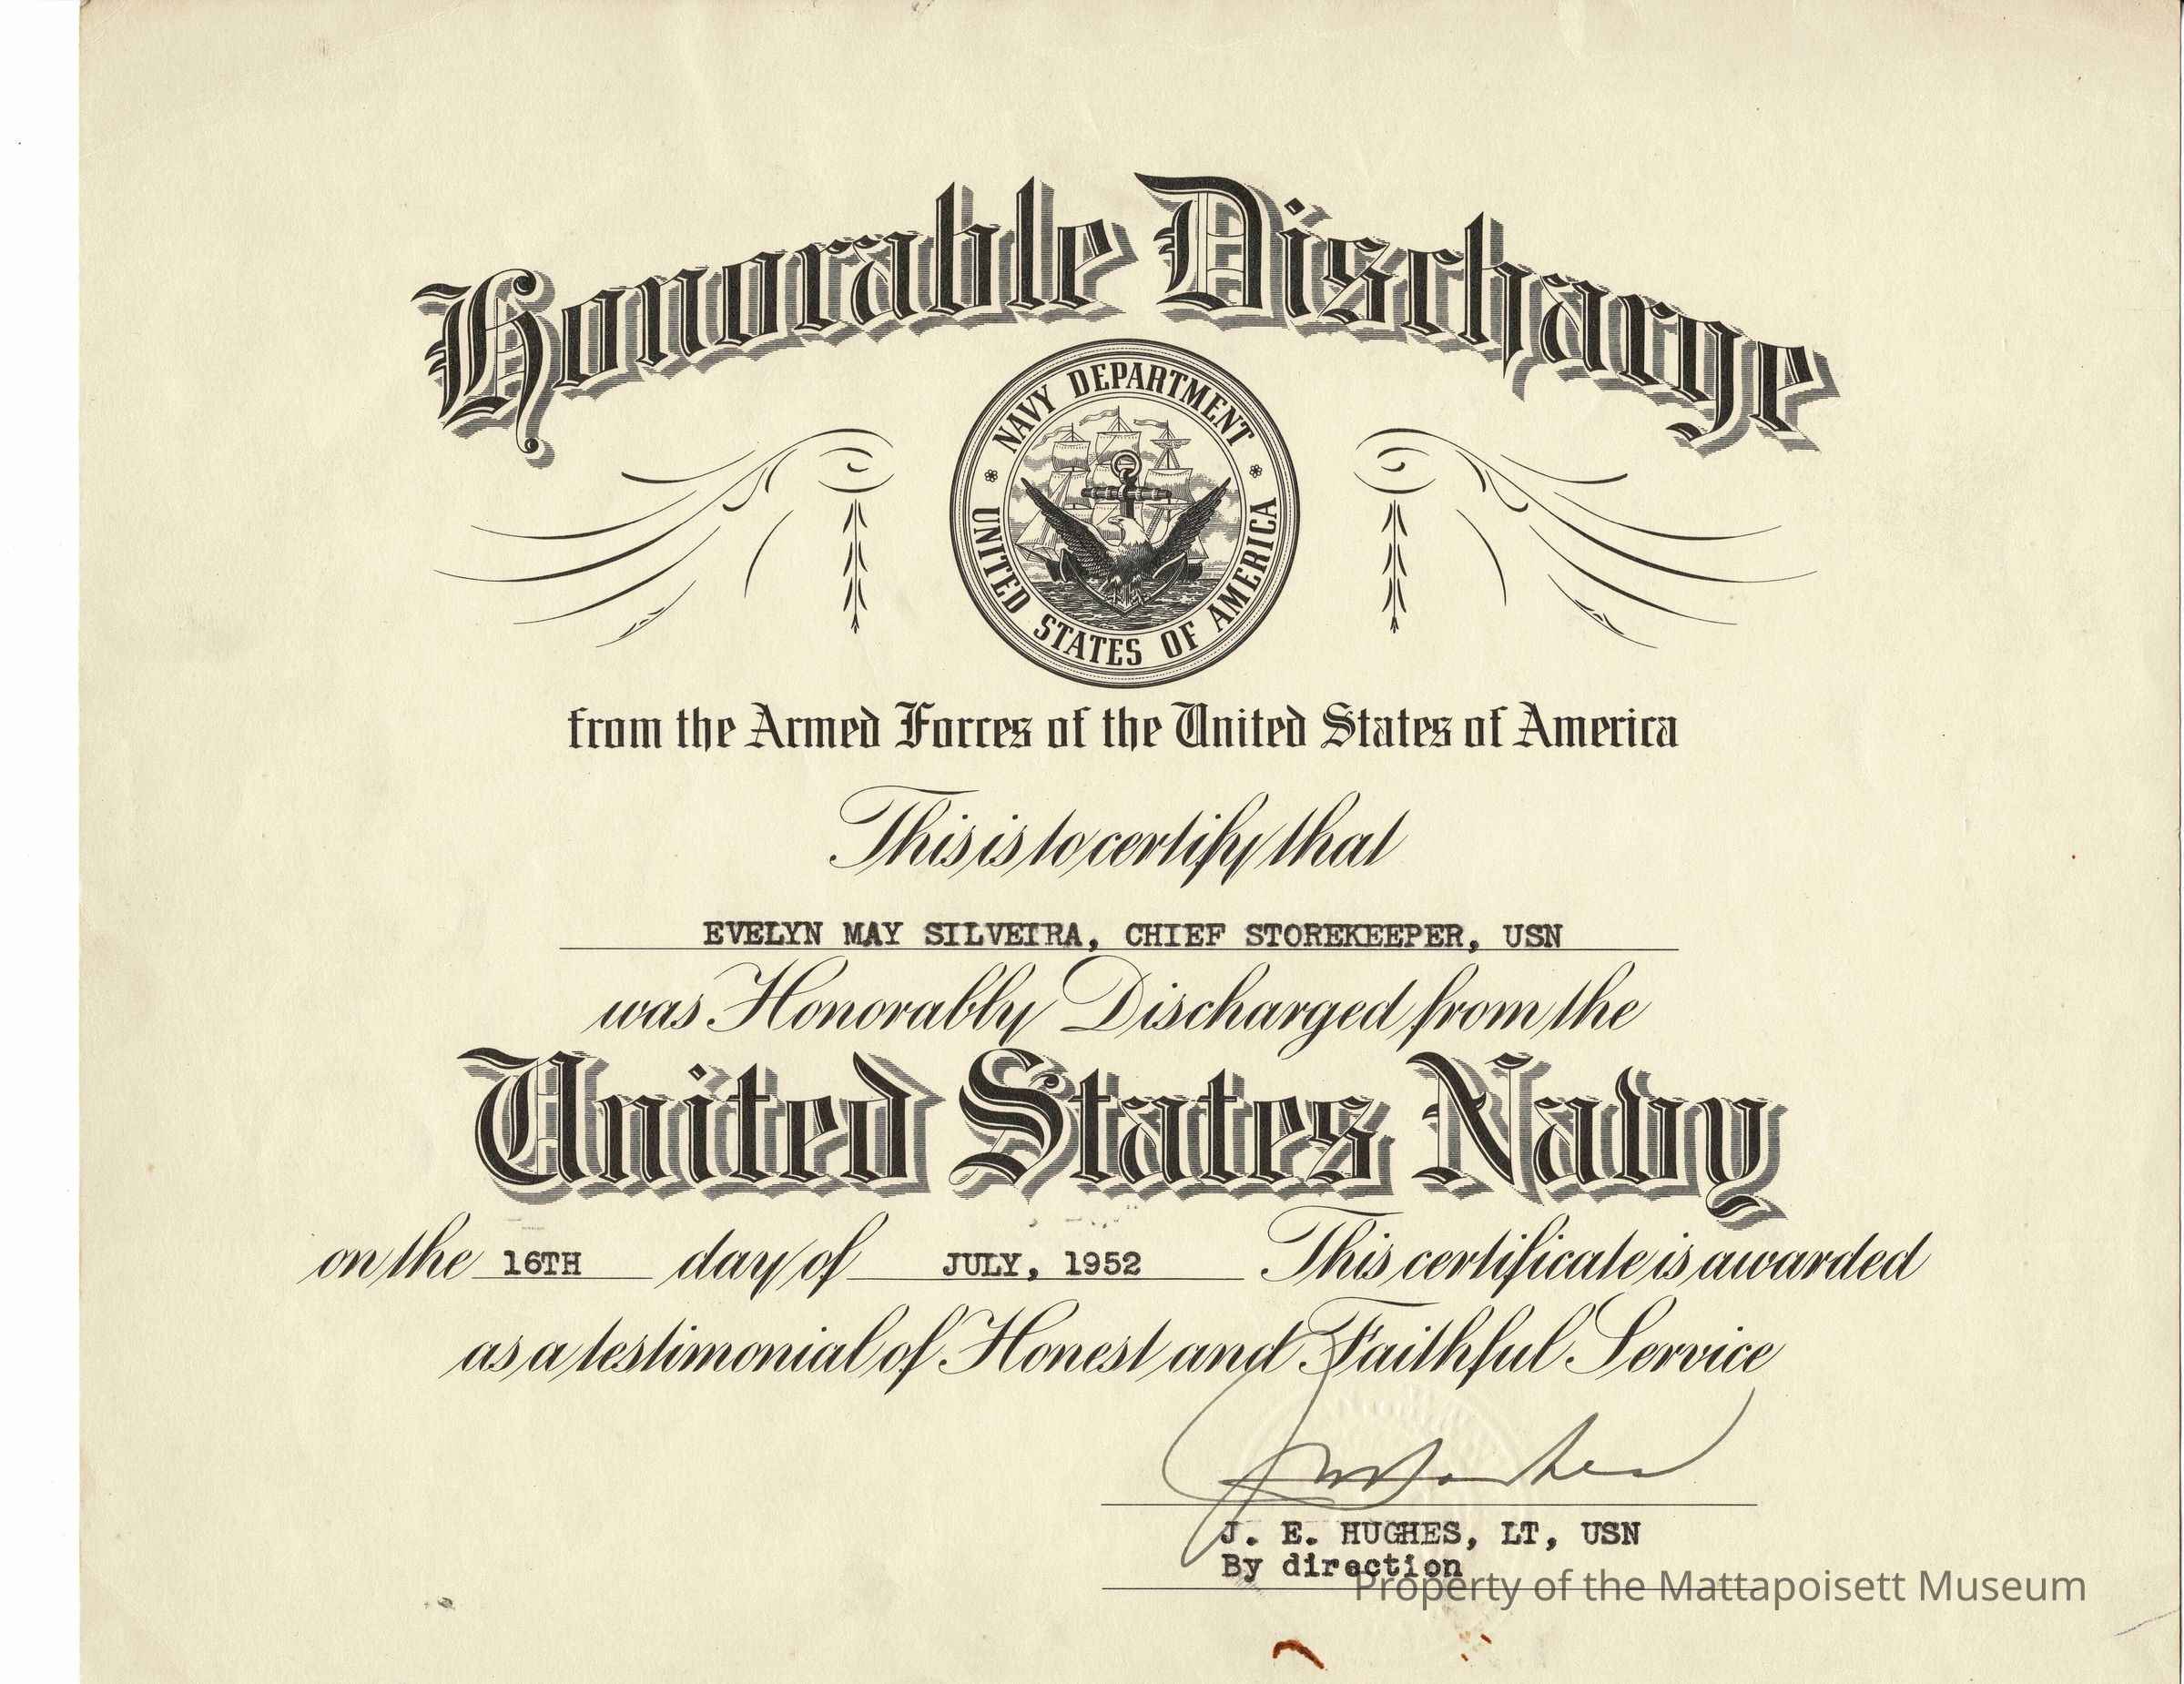 Honorable Discharge
NAVY DEPARTMENT
UNITED STATES OF AMERICA
from the Armed Forces of the United States of America
This is to certify that
EVELYN MAY SILVEIRA, CHIEF STOREKEEPER, USN
was Honorably Discharged from the
United States Navy
on the 16TH day of JULY, 1952 This certificate is awarded
as a testimonial of Honest and Faithful Service
J. E. HUGHES, LT, USN
By direction
Property of the Mattapoisett Museum